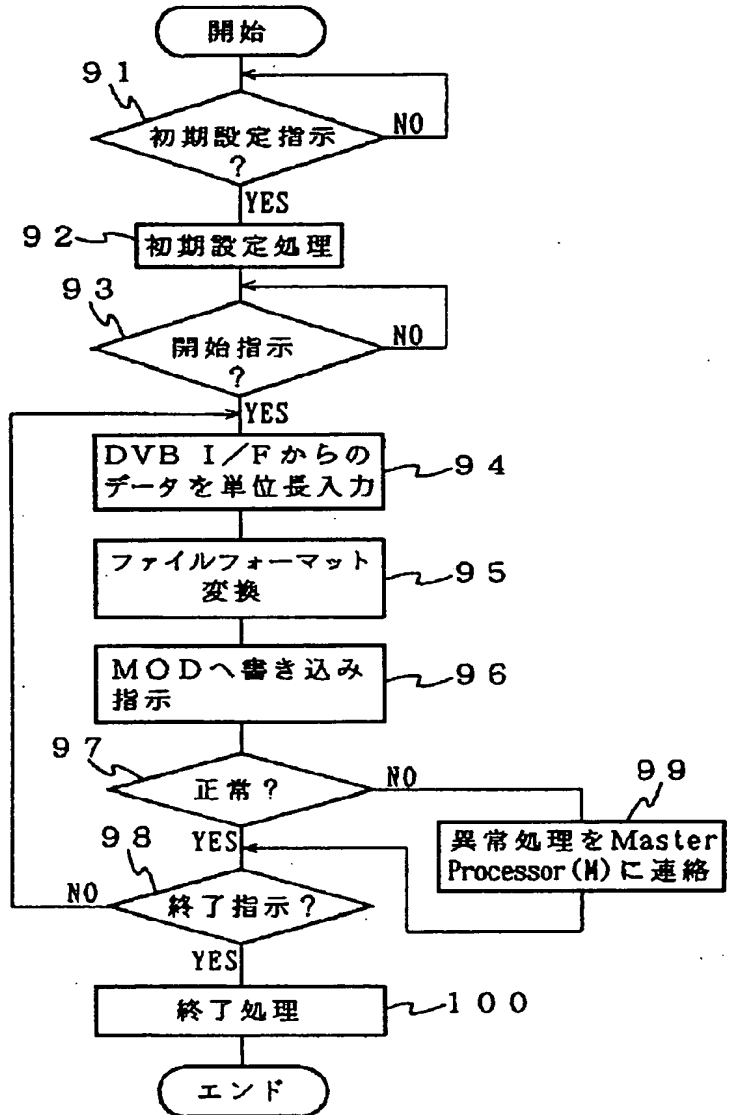 開始
91
初期設定指示
?
NO
YES
92
初期設定処理
93
開始指示
?
NO
YES
DVB I/Fからの
データを単位長入力
94
ファイルフォーマット
変換
95
MODへ書き込み
指示
96
97
正常?
NO
99
YES
異常処理をMaster
Processor(M)に連絡
98
NO
終了指示?
YES
終了処理
100
エンド